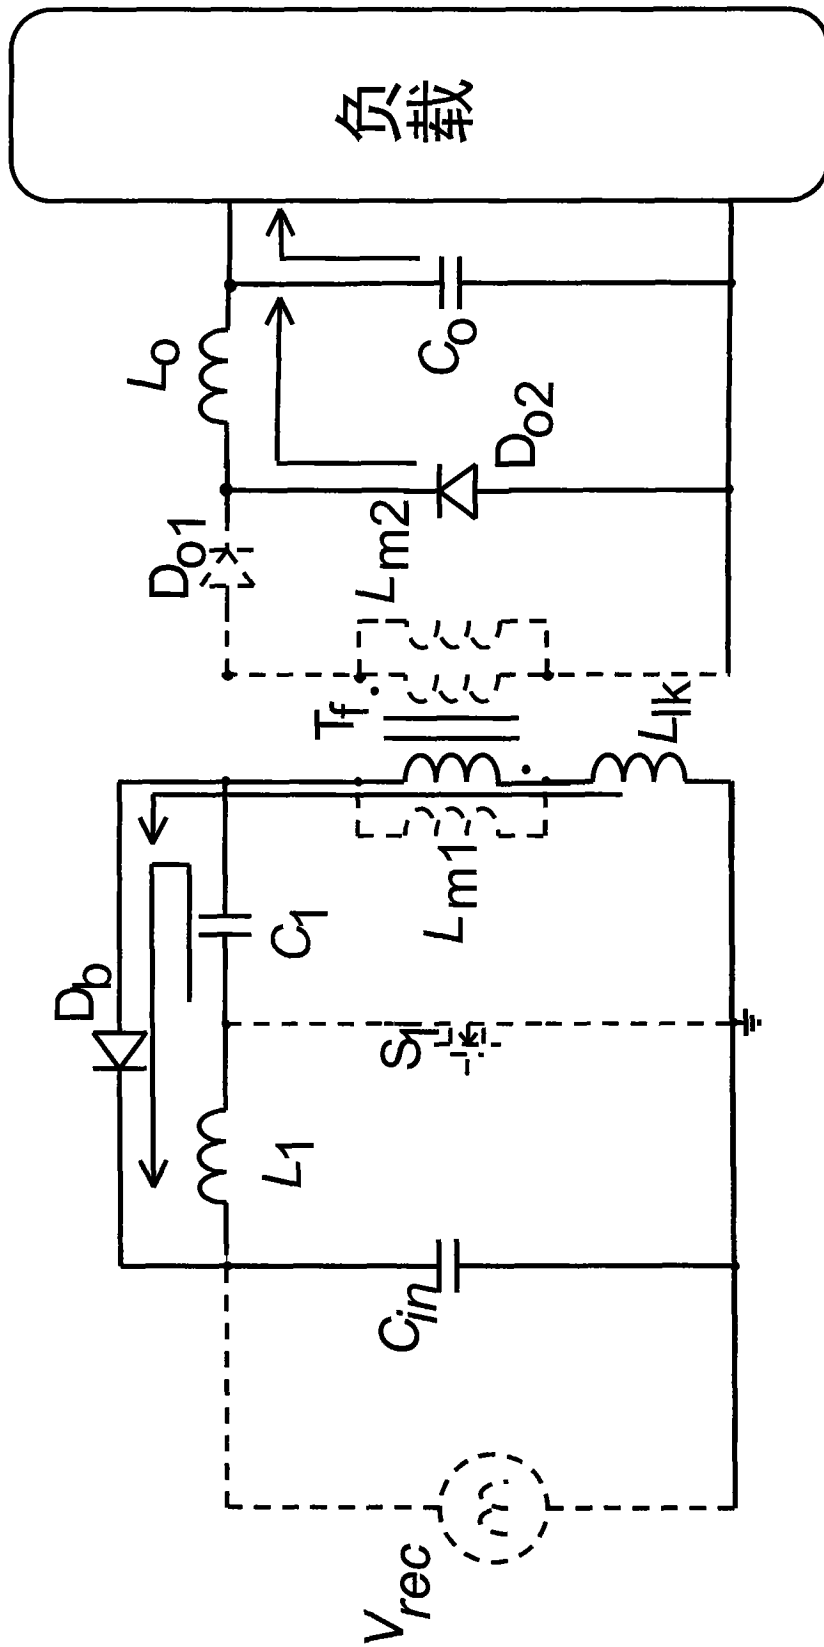 V_rec
C_in
L_1
D_b
S_1
C_1
L_m1
T_f
L_lk
L_m2
D_o1
D_o2
L_o
C_o
负载